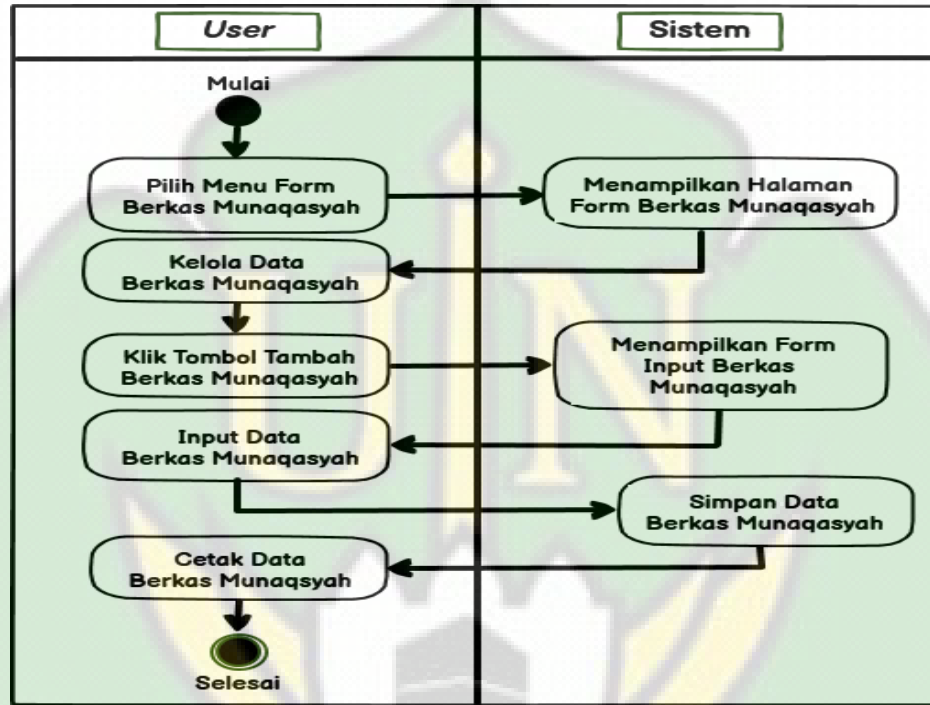 User
Sistem
Mulai
Pilih Menu Form
Berkas Munaqasyah
Menampilkan Halaman
Form Berkas Munaqasyah
Kelola Data
Berkas Munaqasyah
Klik Tombol Tambah
Berkas Munaqasyah
Menampilkan Form
Input Berkas
Munaqasyah
Input Data
Berkas Munaqasyah
Simpan Data
Berkas Munaqasyah
Cetak Data
Berkas Munaqsyah
Selesai
UIN